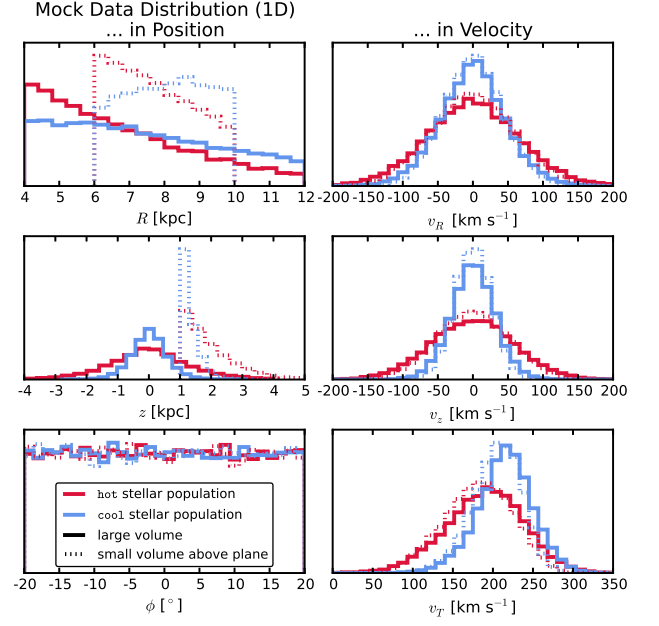 Mock Data Distribution (1D)
... in Position
... in Velocity
4 5 6 7 8 9 10 11 12
R [kpc]
-200 -150 -100 -50 0 50 100 150 200
v_R [km s⁻¹]
-4 -3 -2 -1 0 1 2 3 4 5
z [kpc]
-200 -150 -100 -50 0 50 100 150 200
v_z [km s⁻¹]
hot stellar population
cool stellar population
large volume
small volume above plane
-20 -15 -10 -5 0 5 10 15 20
ϕ [°]
0 50 100 150 200 250 300 350
v_T [km s⁻¹]